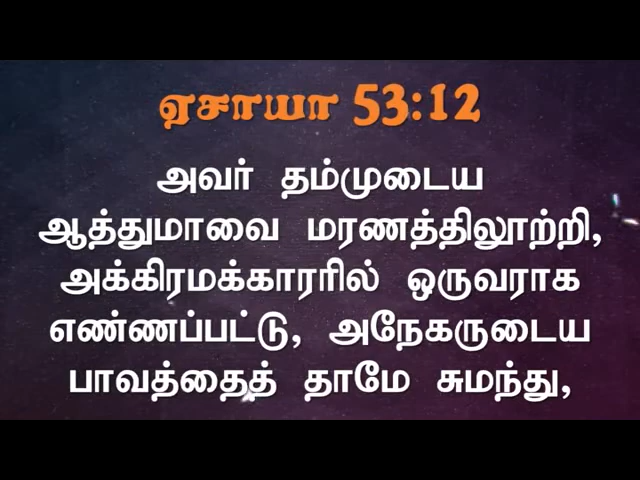 ஏசாயா 53:12
அவர் தம்முடைய
ஆத்துமாவை மரணத்திலூற்றி,
அக்கிரமக்காரரில் ஒருவராக
எண்ணப்பட்டு, அநேகருடைய
பாவத்தைத் தாமே சுமந்து,